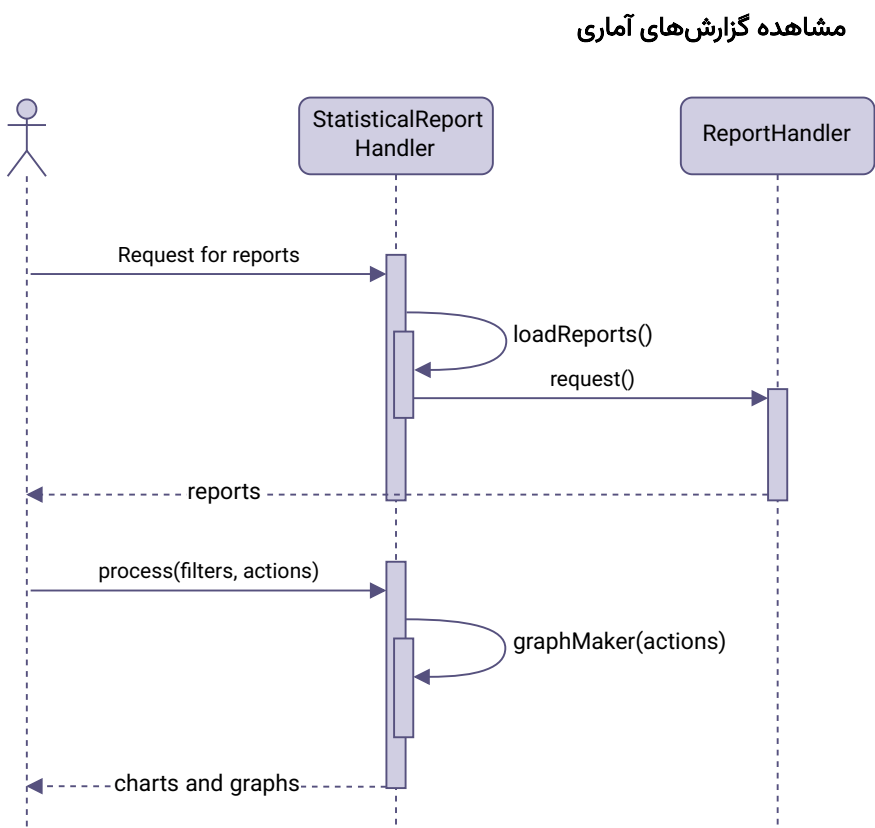 مشاهده گزارش‌های آماری
StatisticalReport
Handler
ReportHandler
Request for reports
loadReports()
request()
reports
process(filters, actions)
graphMaker(actions)
charts and graphs